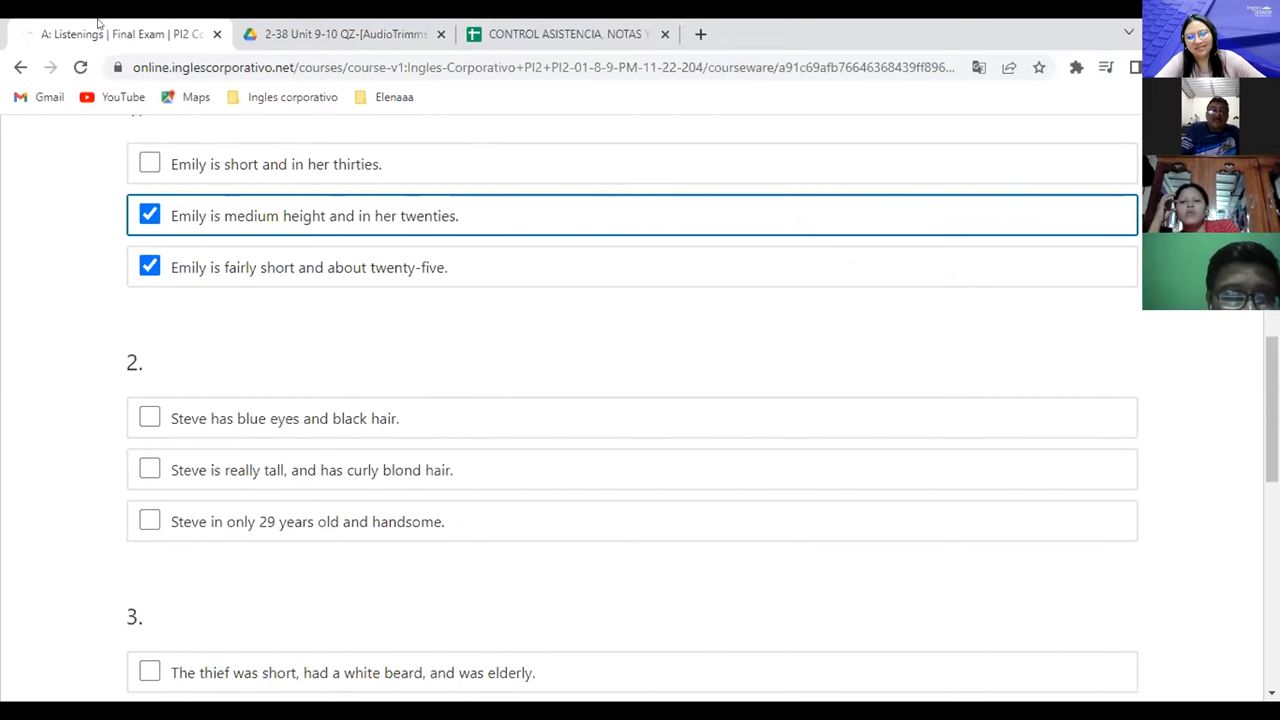 A: Listenings | Final Exam | PI2 Co
2-38 Unit 9-10 QZ-[AudioTrimm
CONTROL ASISTENCIA, NOTAS Y
online.inglescorporativo.net/courses/course-v1:Ingles-Corporativo+PI2+PI2-01-8-9-PM-11-22-204/courseware/a91c69afb76646368439ff896...
Gmail
YouTube
Maps
Ingles corporativo
Elenaaa
Emily is short and in her thirties.
Emily is medium height and in her twenties.
Emily is fairly short and about twenty-five.
2.
Steve has blue eyes and black hair.
Steve is really tall, and has curly blond hair.
Steve in only 29 years old and handsome.
3.
The thief was short, had a white beard, and was elderly.